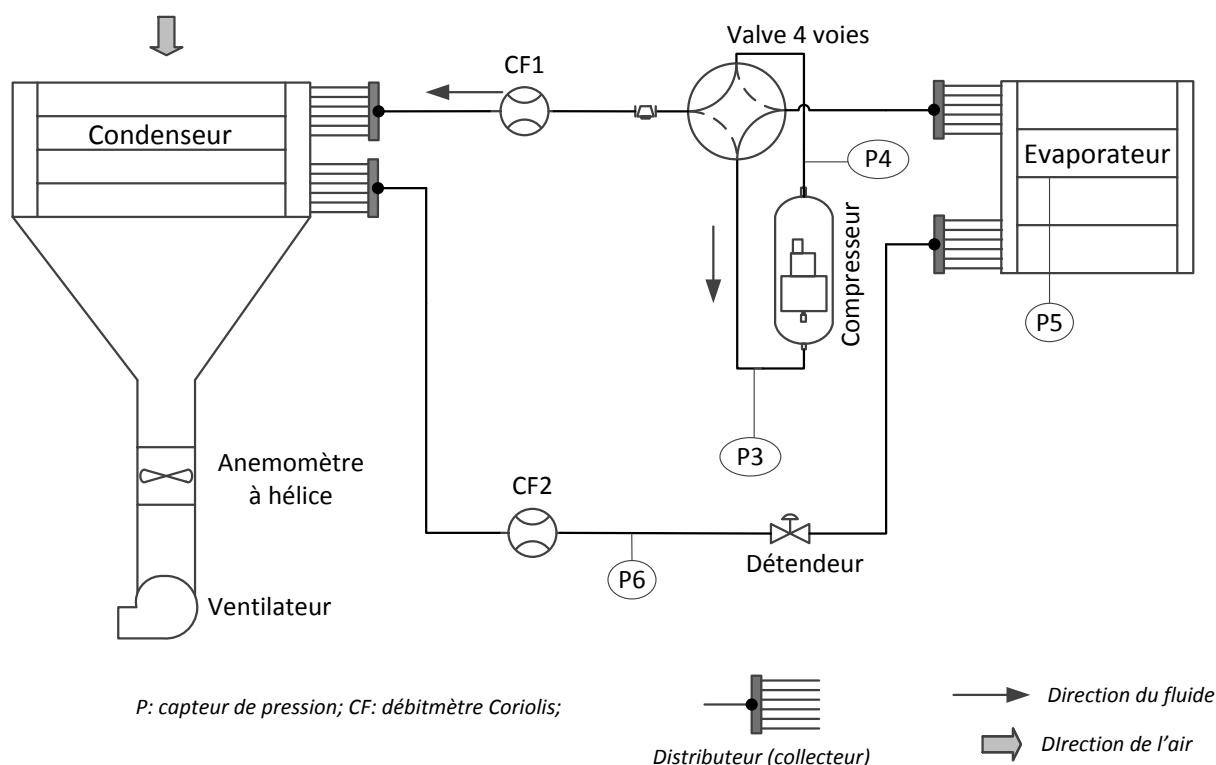 Valve 4 voies
CF1
Condenseur
P4
Evaporateur
Compresseur
P5
P3
Anemomètre
à hélice
CF2
P6
Détendeur
Ventilateur
P: capteur de pression; CF: débitmètre Coriolis;
Direction du fluide
Distributeur (collecteur)
DIrection de l’air